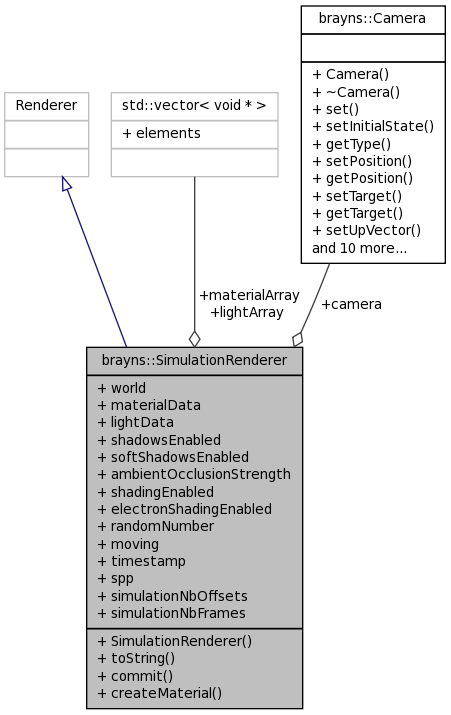 brayns::Camera
+ Camera()
+ ~Camera()
+ set()
+ setInitialState()
+ getType()
+ setPosition()
+ getPosition()
+ setTarget()
+ getTarget()
+ setUpVector()
and 10 more...
Renderer
std::vector< void * >
+ elements
+materialArray
+lightArray
+camera
brayns::SimulationRenderer
+ world
+ materialData
+ lightData
+ shadowsEnabled
+ softShadowsEnabled
+ ambientOcclusionStrength
+ shadingEnabled
+ electronShadingEnabled
+ randomNumber
+ moving
+ timestamp
+ spp
+ simulationNbOffsets
+ simulationNbFrames
+ SimulationRenderer()
+ toString()
+ commit()
+ createMaterial()